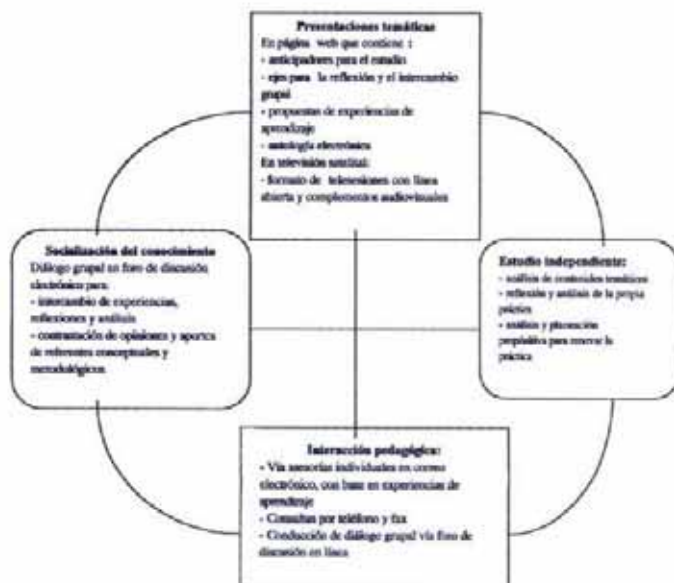 Presentaciones temáticas
En página web que contiene :
- anticipadores para el estudio
- ejes para la reflexión y el intercambio
grupal
- propuestas de experiencias de
aprendizaje
- antología electrónica
En televisión satelital:
- formato de telesesiones con línea
abierta y complementos audiovisuales
Socialización del conocimiento
Diálogo grupal en foro de discusión
electrónico para:
- intercambio de experiencias,
reflexiones y análisis
- contrastación de opiniones y aportes
de referentes conceptuales y
metodológicos
Estudio independiente:
- análisis de contenidos temáticos
- reflexión y análisis de la propia
práctica
- análisis y planeación
propositiva para renovar la
práctica
Interacción pedagógica:
- Vía asesorías individuales en correo
electrónico, con base en experiencias de
aprendizaje
- Consultas por teléfono y fax
- Conducción de diálogo grupal vía foro de
discusión en línea